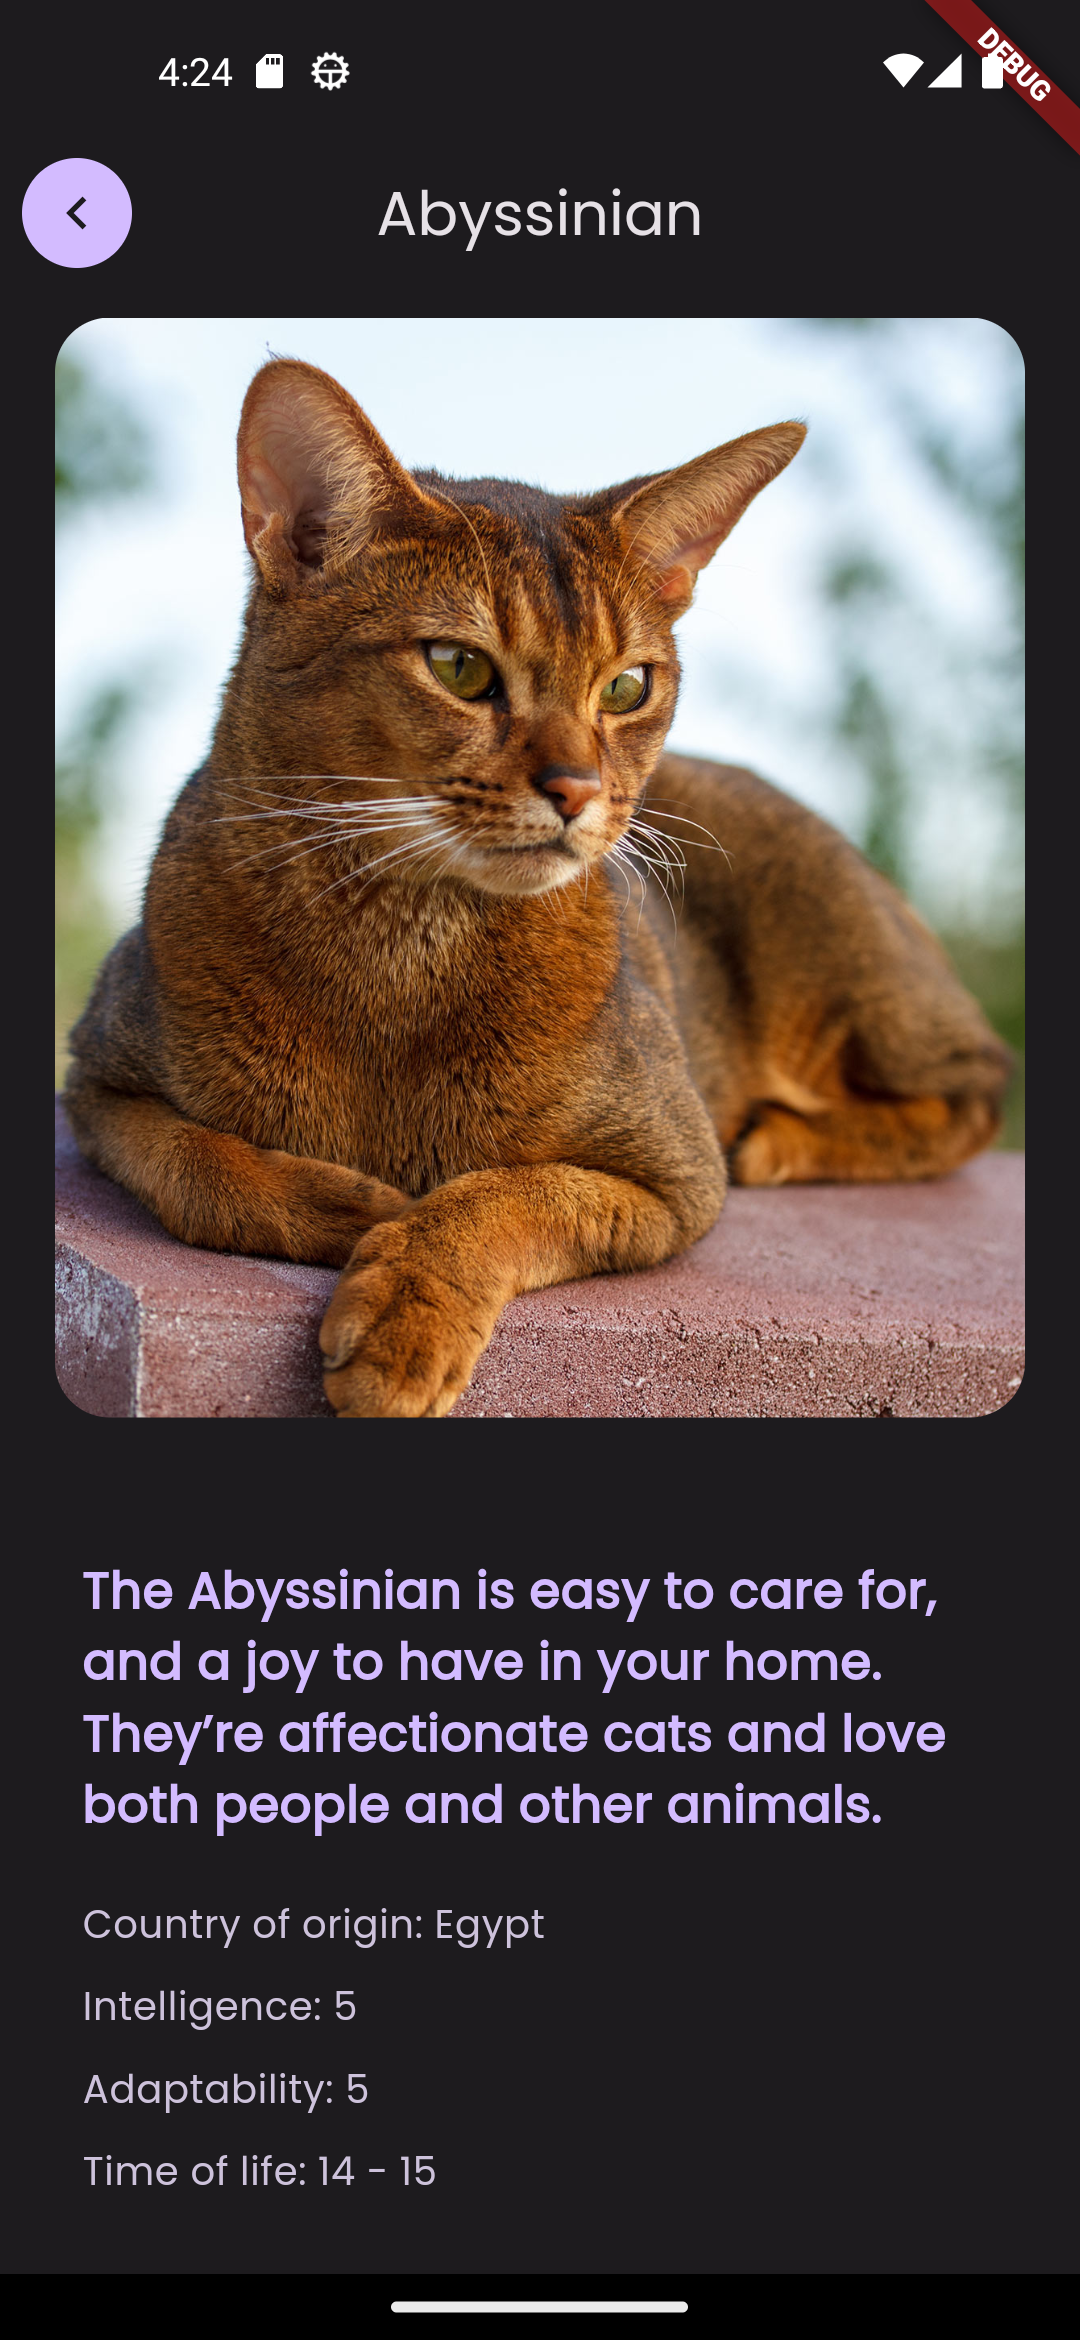 4:24
DEBUG
Abyssinian
The Abyssinian is easy to care for,
and a joy to have in your home.
They’re affectionate cats and love
both people and other animals.
Country of origin: Egypt
Intelligence: 5
Adaptability: 5
Time of life: 14 - 15